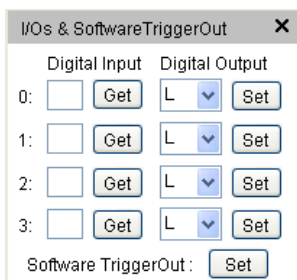 I/Os & SoftwareTriggerOut ×
Digital Input Digital Output
0: Get L Set
1: Get L Set
2: Get L Set
3: Get L Set
Software TriggerOut : Set